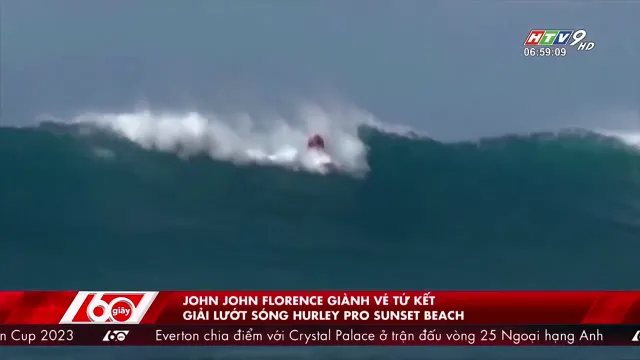 HTV9 HD
06:59:09
60 giây
JOHN JOHN FLORENCE GIÀNH VÉ TỨ KẾT
GIẢI LƯỚT SÓNG HURLEY PRO SUNSET BEACH
n Cup 2023 60 Everton chia điểm với Crystal Palace ở trận đấu vòng 25 Ngoại hạng Anh